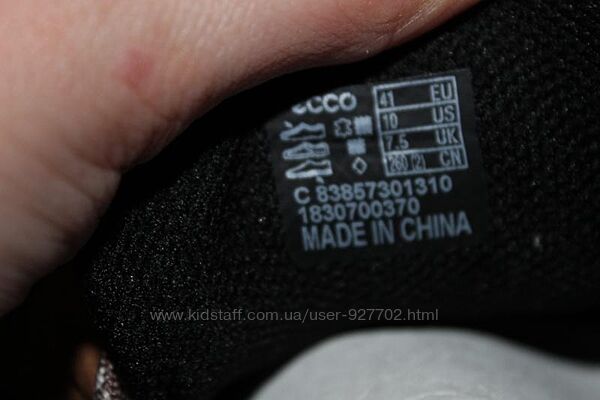 ecco
41 EU
10 US
7.5 UK
260 (2) CN
C 83857301310
1830700370
MADE IN CHINA
www.kidstaff.com.ua/user-927702.html